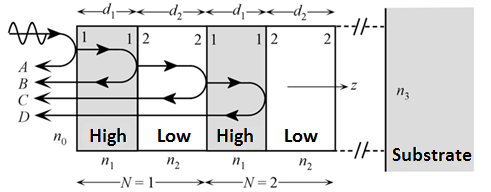 d₁ d₂ d₁ d₂
1 1 2 2 1 1 2 2
A
B
C
D
z
n₀ High Low High Low n₃
n₁ n₂ n₁ n₂ Substrate
N = 1 N = 2